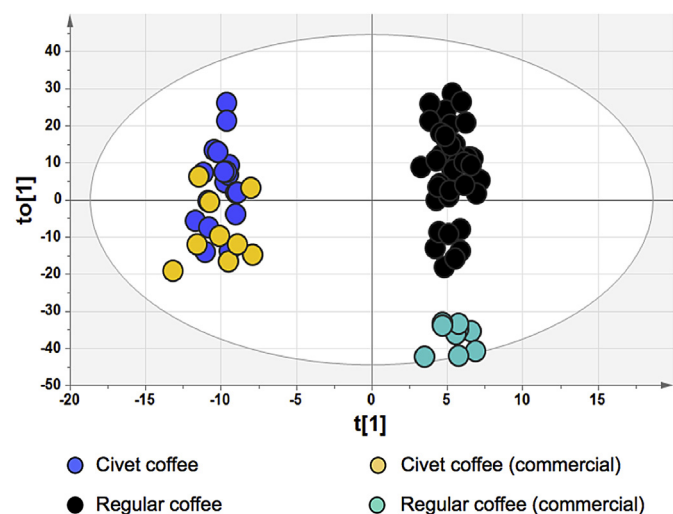 to[1]
40
30
20
10
0
-10
-20
-30
-40
-50
-20 -15 -10 -5 0 5 10 15
t[1]
Civet coffee Civet coffee (commercial)
Regular coffee Regular coffee (commercial)